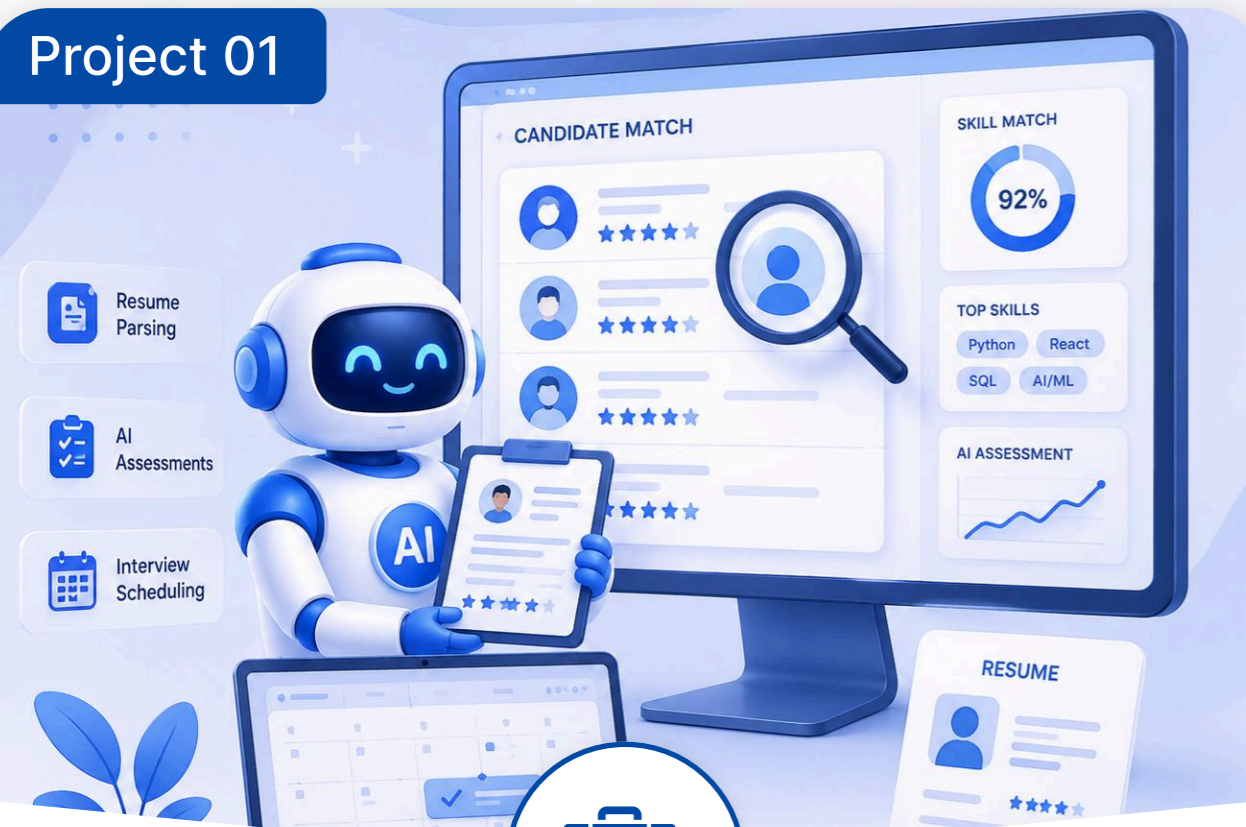 Project 01
CANDIDATE MATCH
SKILL MATCH
92%
TOP SKILLS
Python
React
SQL
AI/ML
AI ASSESSMENT
Resume
Parsing
AI
Assessments
Interview
Scheduling
AI
RESUME